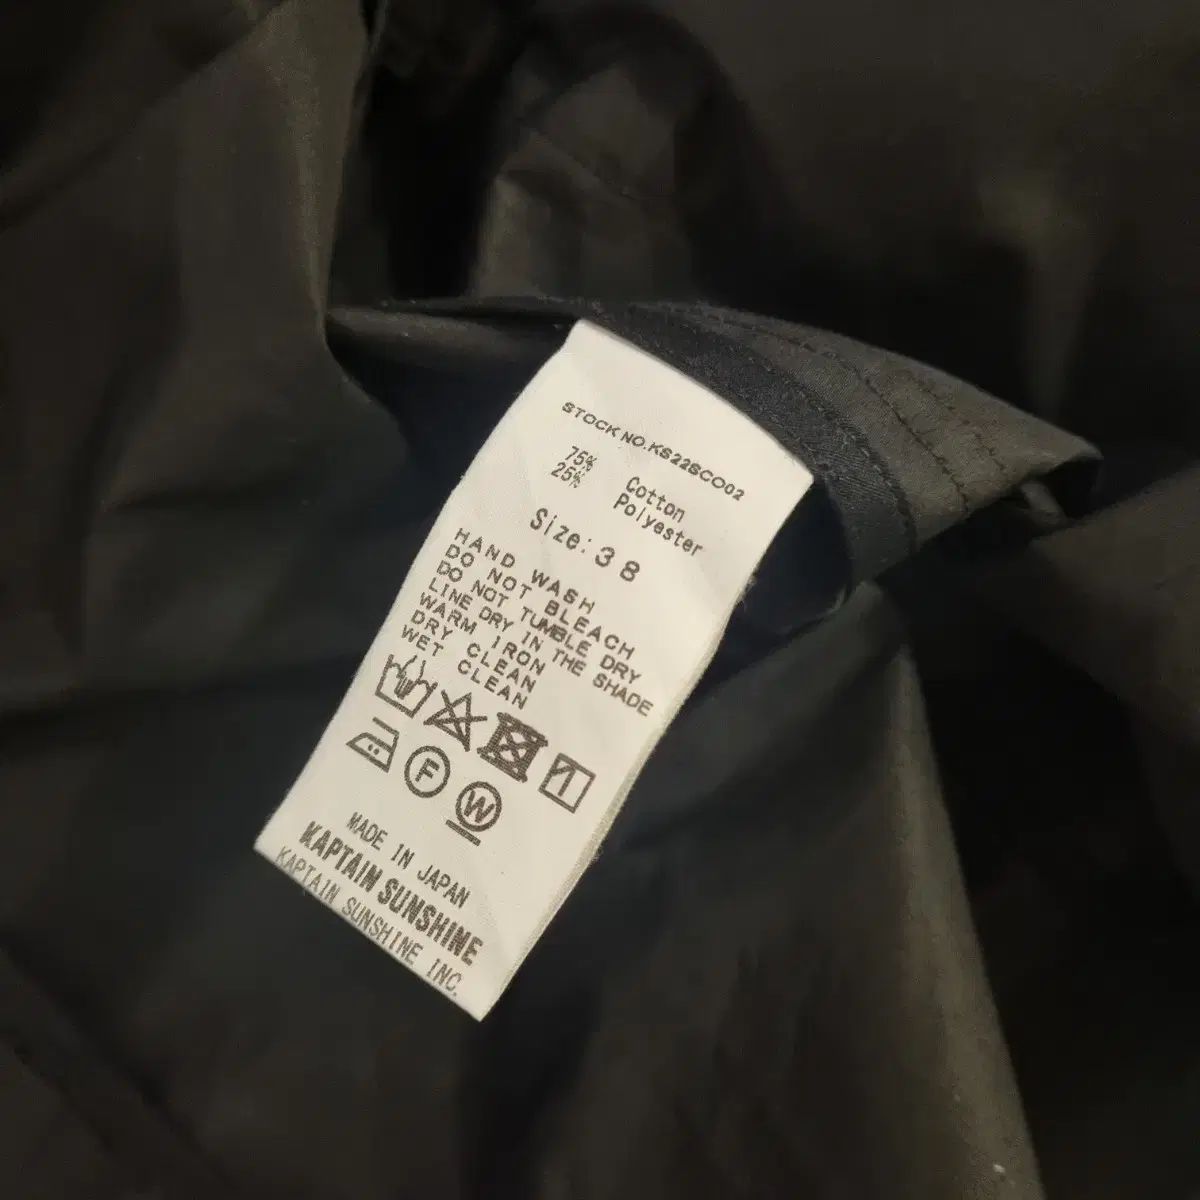 STOCK NO.KS22SCO02
75% Cotton
25% Polyester
Size:38
HAND WASH
DO NOT BLEACH
DO NOT TUMBLE DRY
LINE DRY IN THE SHADE
WARM IRON
DRY CLEAN
WET CLEAN
F
W
MADE IN JAPAN
KAPTAIN SUNSHINE
KAPTAIN SUNSHINE INC.